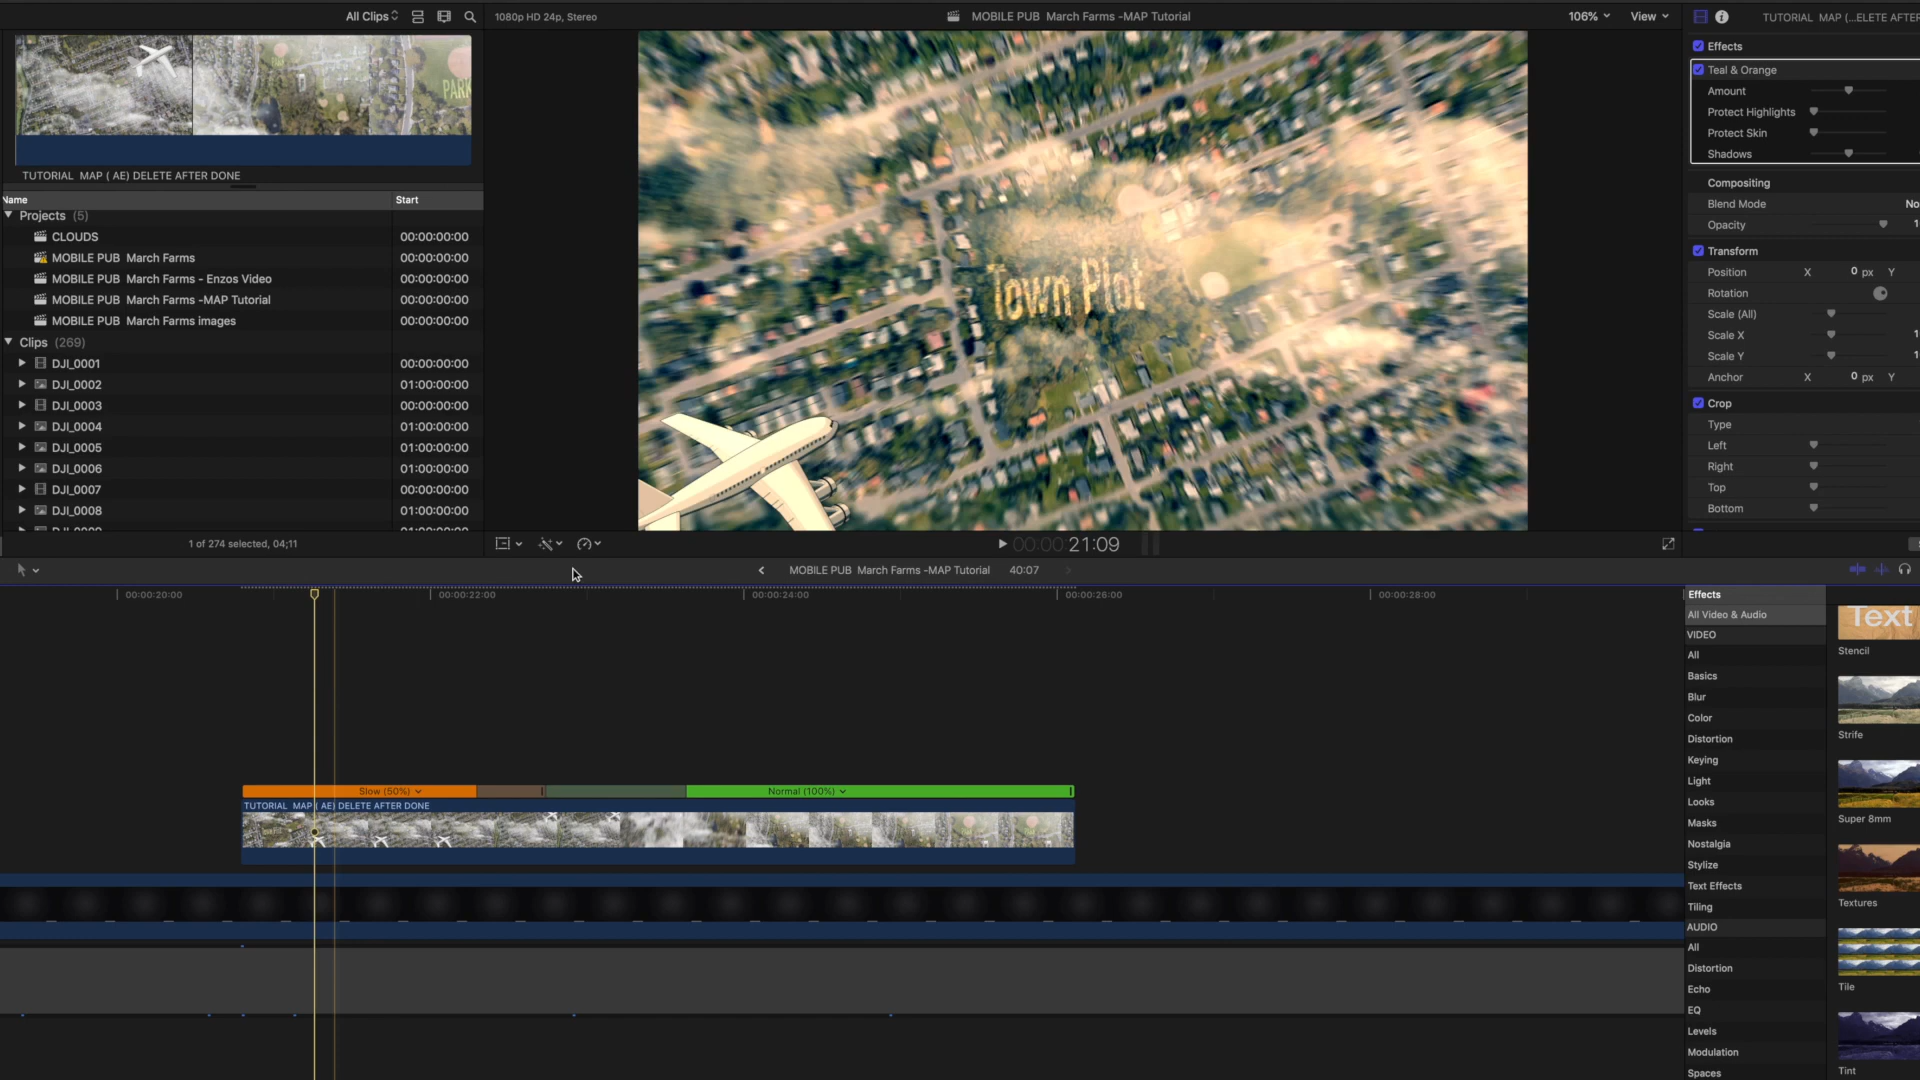 All Clips
1080p HD 24p, Stereo
MOBILE PUB March Farms -MAP Tutorial
106%
View
TUTORIAL MAP (...ELETE AFTER
PARK
TUTORIAL MAP ( AE) DELETE AFTER DONE
Name
Start
Projects (5)
CLOUDS 00:00:00:00
MOBILE PUB March Farms 00:00:00:00
MOBILE PUB March Farms - Enzos Video 00:00:00:00
MOBILE PUB March Farms -MAP Tutorial 00:00:00:00
MOBILE PUB March Farms images 00:00:00:00
Clips (269)
DJI_0001 00:00:00:00
DJI_0002 01:00:00:00
DJI_0003 00:00:00:00
DJI_0004 01:00:00:00
DJI_0005 01:00:00:00
DJI_0006 01:00:00:00
DJI_0007 00:00:00:00
DJI_0008 01:00:00:00
1 of 274 selected, 04;11
Town Plot
00:00:21:09
Effects
Teal & Orange
Amount
Protect Highlights
Protect Skin
Shadows
Compositing
Blend Mode No
Opacity 1
Transform
Position X 0 px Y
Rotation
Scale (All)
Scale X 1
Scale Y 1
Anchor X 0 px Y
Crop
Type
Left
Right
Top
Bottom
MOBILE PUB March Farms -MAP Tutorial 40:07
00:00:20:00
00:00:22:00
00:00:24:00
00:00:26:00
00:00:28:00
Slow (50%)
Normal (100%)
TUTORIAL MAP ( AE) DELETE AFTER DONE
Effects
All Video & Audio
VIDEO
All
Basics
Blur
Color
Distortion
Keying
Light
Looks
Masks
Nostalgia
Stylize
Text Effects
Tiling
AUDIO
All
Distortion
Echo
EQ
Levels
Modulation
Spaces
Text
Stencil
Strife
Super 8mm
Textures
Tile
Tint